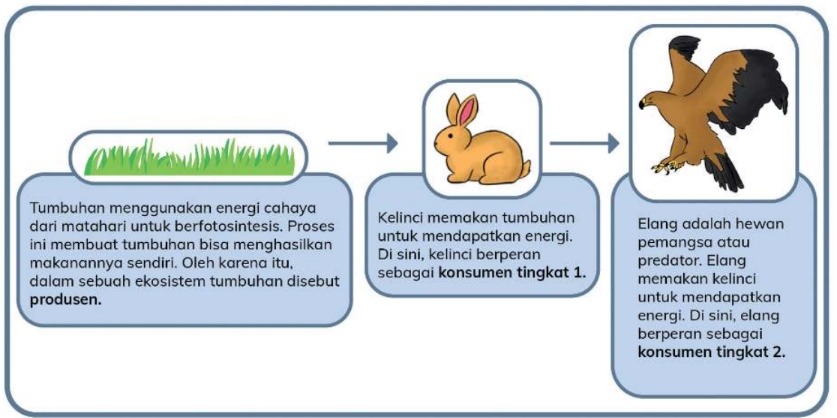 Tumbuhan menggunakan energi cahaya
dari matahari untuk berfotosintesis. Proses
ini membuat tumbuhan bisa menghasilkan
makanannya sendiri. Oleh karena itu,
dalam sebuah ekosistem tumbuhan disebut
produsen.
Kelinci memakan tumbuhan
untuk mendapatkan energi.
Di sini, kelinci berperan
sebagai konsumen tingkat 1.
Elang adalah hewan
pemangsa atau
predator. Elang
memakan kelinci
untuk mendapatkan
energi. Di sini, elang
berperan sebagai
konsumen tingkat 2.